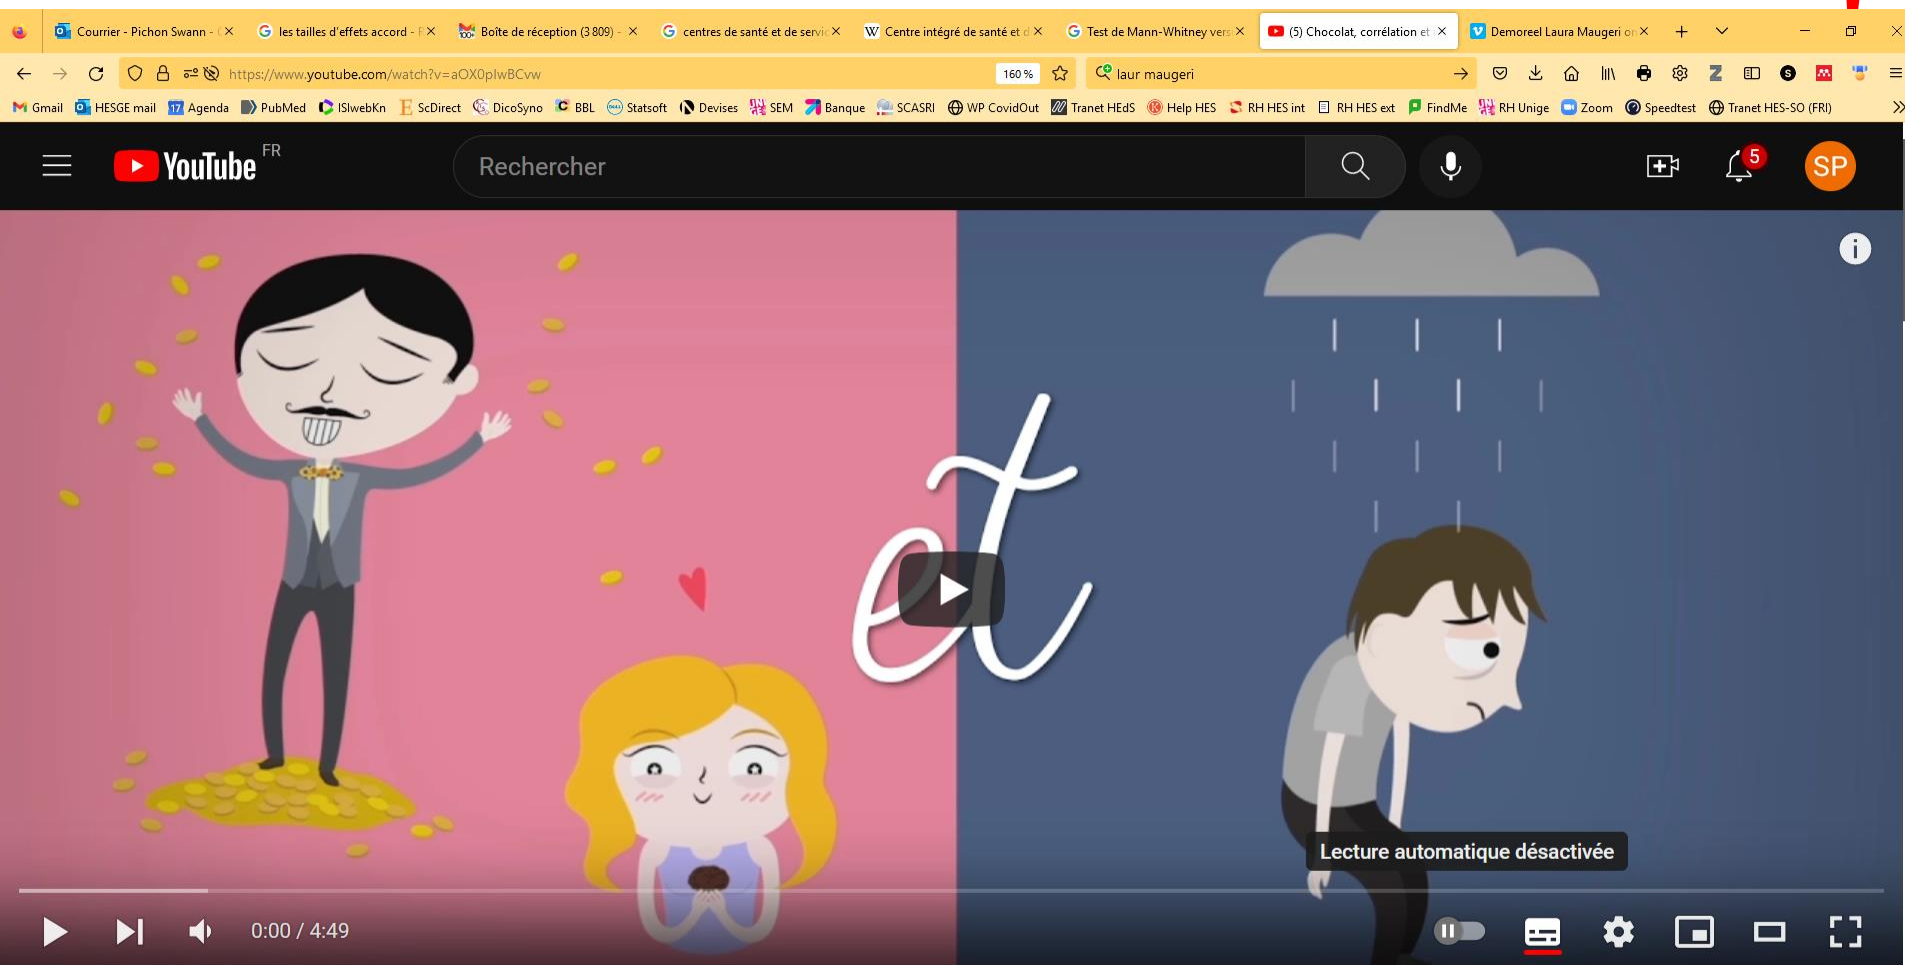 Courrier - Pichon Swann -
les tailles d'effets accord -
Boîte de réception (3 809) -
centres de santé et de servic
Centre intégré de santé et d
Test de Mann-Whitney vers
(5) Chocolat, corrélation et
Demoreel Laura Maugeri on
https://www.youtube.com/watch?v=aOX0pIwBCvw
160 %
laur maugeri
Gmail HESGE mail Agenda PubMed ISIwebKn ScDirect DicoSyno BBL Statsoft Devises SEM Banque SCASRI WP CovidOut Tranet HEdS Help HES RH HES int RH HES ext FindMe RH Unige Zoom Speedtest Tranet HES-SO (FRI)
YouTube FR
Rechercher
5
SP
et
Lecture automatique désactivée
0:00 / 4:49